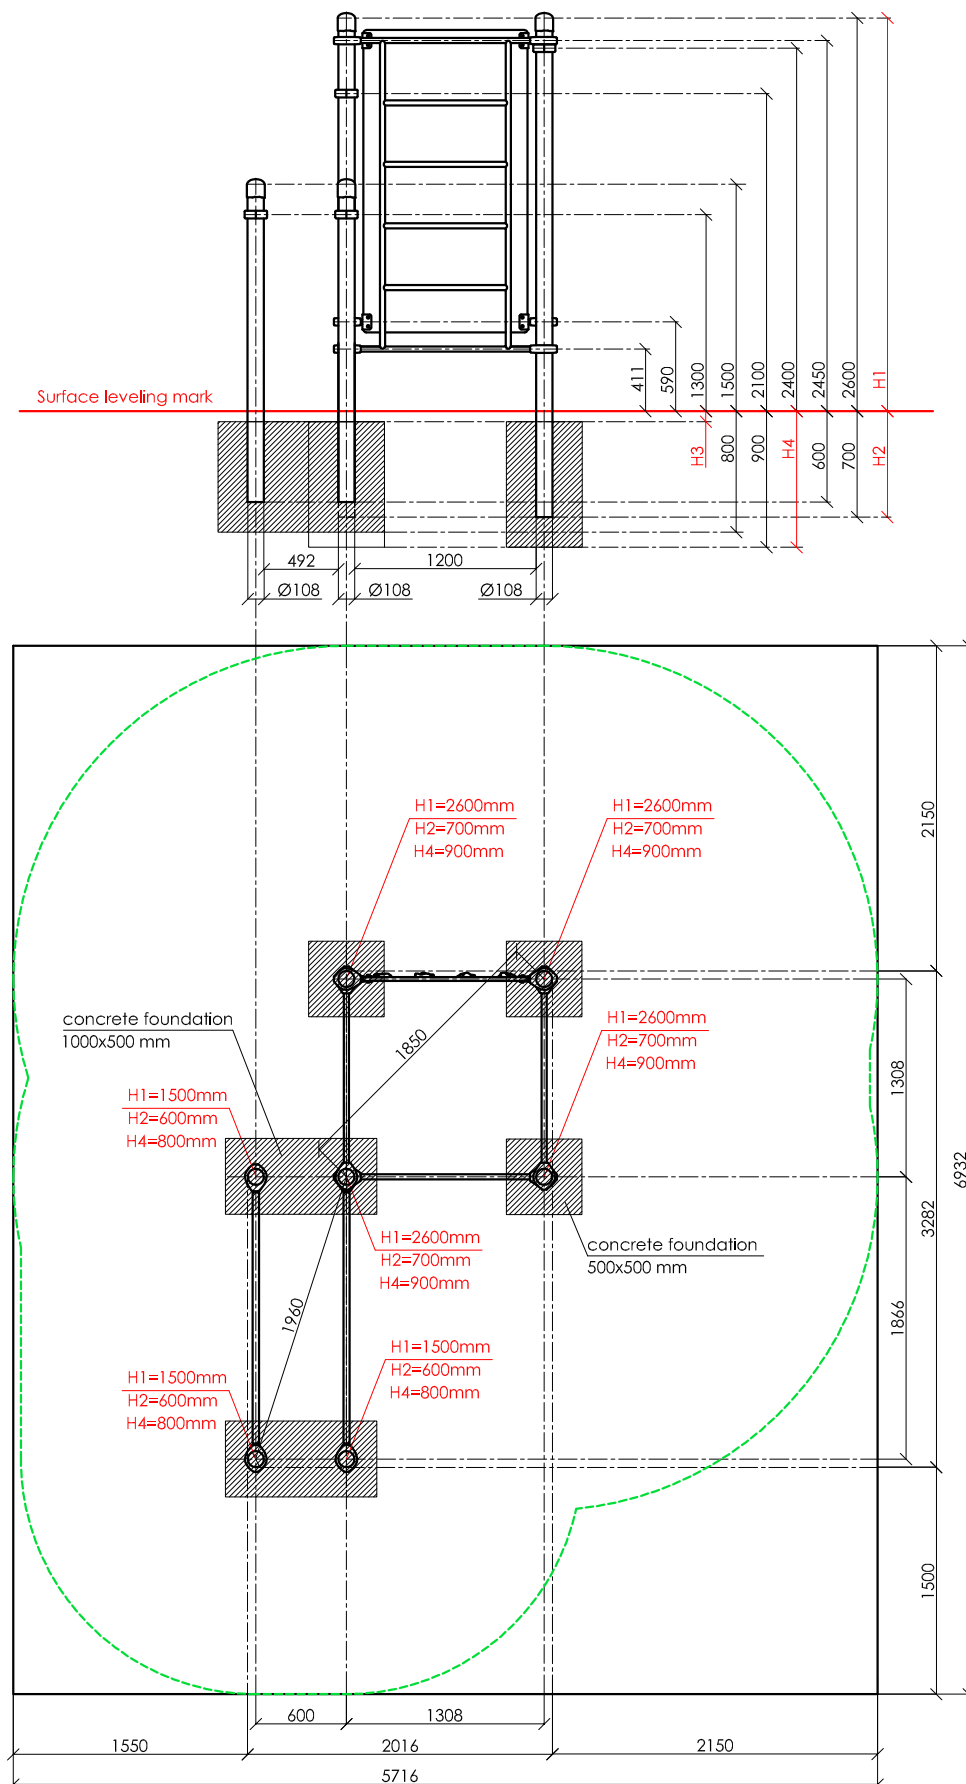 Surface leveling mark
411
590
1300
1500
2100
2400
2450
2600
H1
H3
800
900
H4
600
700
H2
492
1200
Ø108
Ø108
Ø108
H1=2600mm
H2=700mm
H4=900mm
H1=2600mm
H2=700mm
H4=900mm
2150
concrete foundation
1000x500 mm
1850
H1=2600mm
H2=700mm
H4=900mm
1308
H1=1500mm
H2=600mm
H4=800mm
6932
3282
H1=2600mm
H2=700mm
H4=900mm
concrete foundation
500x500 mm
1960
1866
H1=1500mm
H2=600mm
H4=800mm
H1=1500mm
H2=600mm
H4=800mm
1500
600
1308
1550
2016
2150
5716